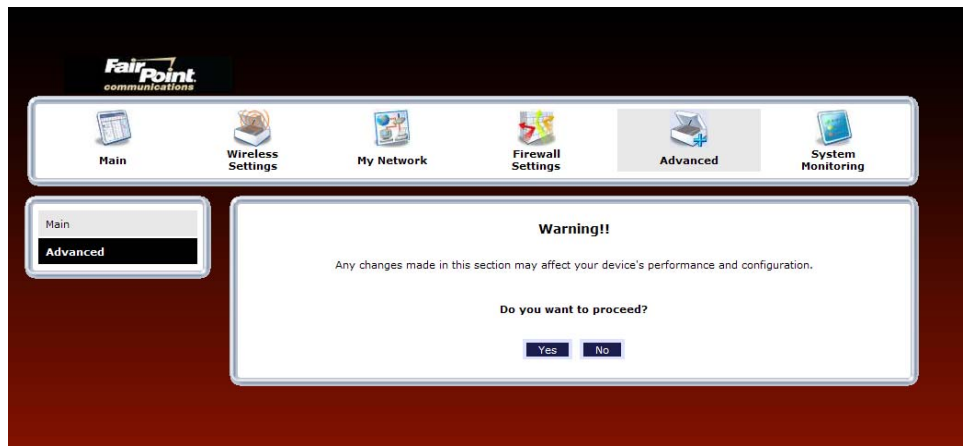 FairPoint.
communications
Main
Wireless
Settings
My Network
Firewall
Settings
Advanced
System
Monitoring
Main
Advanced
Warning!!
Any changes made in this section may affect your device's performance and configuration.
Do you want to proceed?
Yes No